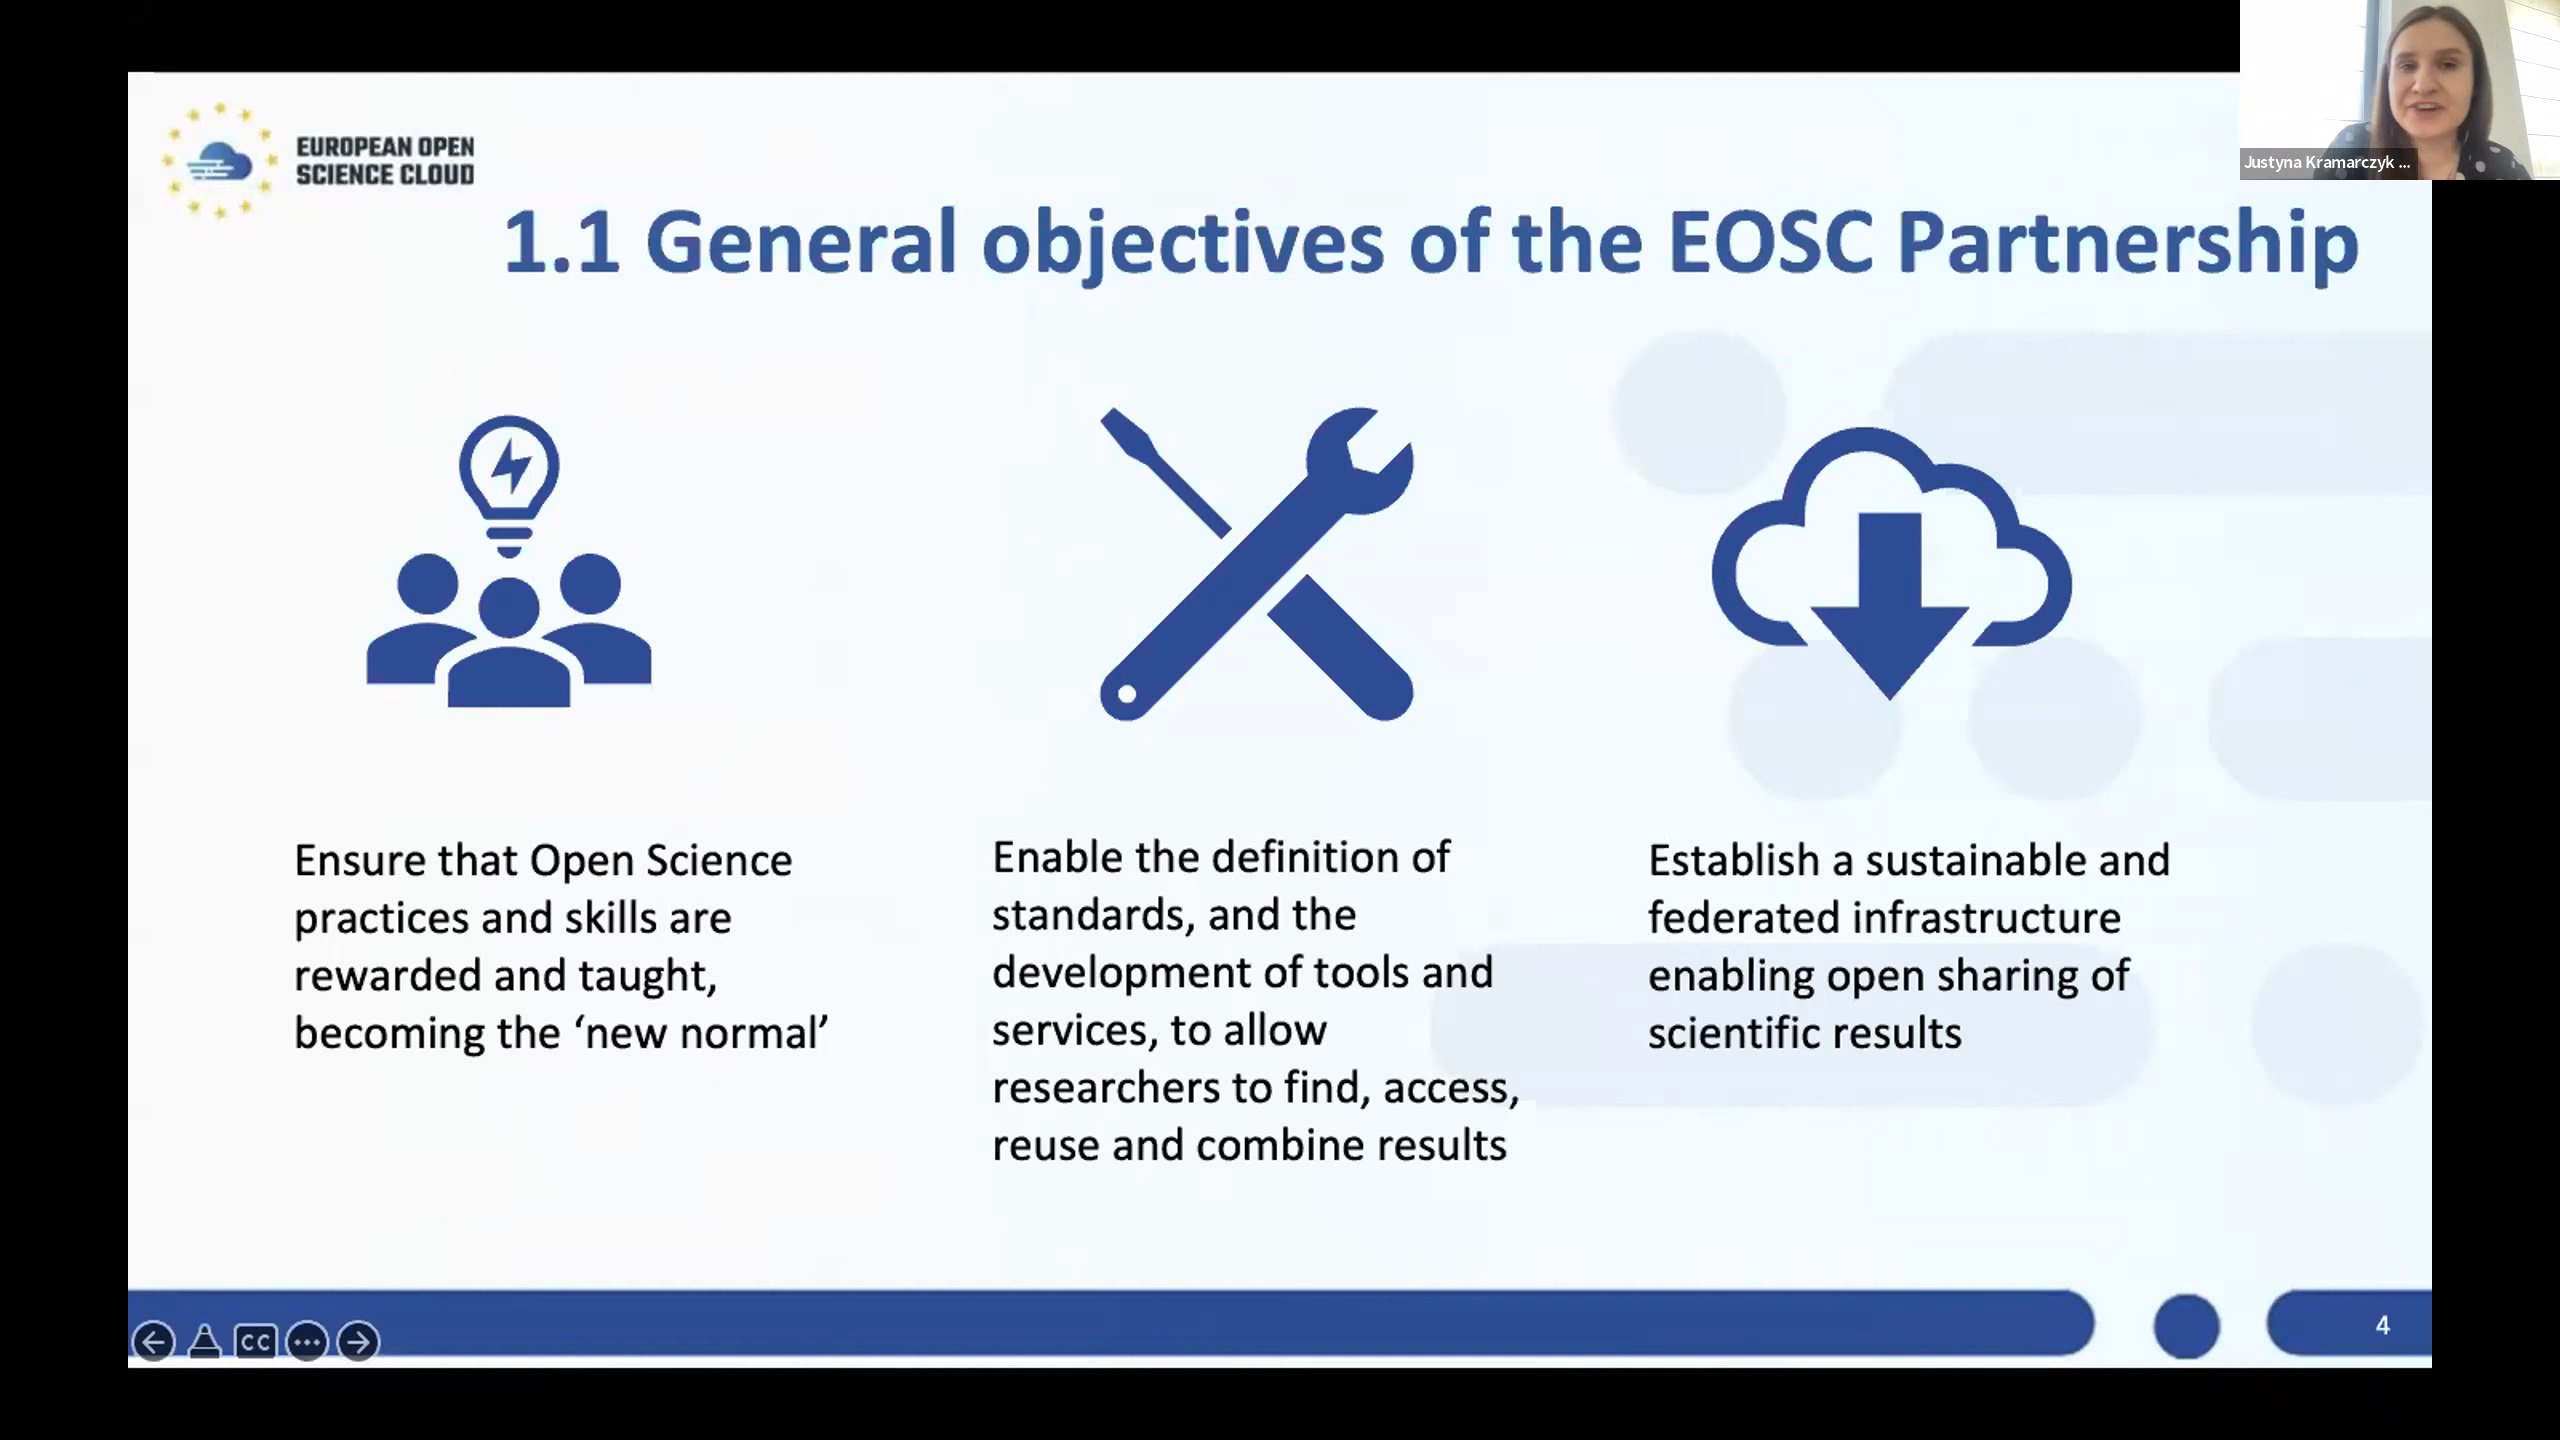 EUROPEAN OPEN
SCIENCE CLOUD
Justyna Kramarczyk ...
1.1 General objectives of the EOSC Partnership
Ensure that Open Science
practices and skills are
rewarded and taught,
becoming the ‘new normal’
Enable the definition of
standards, and the
development of tools and
services, to allow
researchers to find, access,
reuse and combine results
Establish a sustainable and
federated infrastructure
enabling open sharing of
scientific results
CC
4